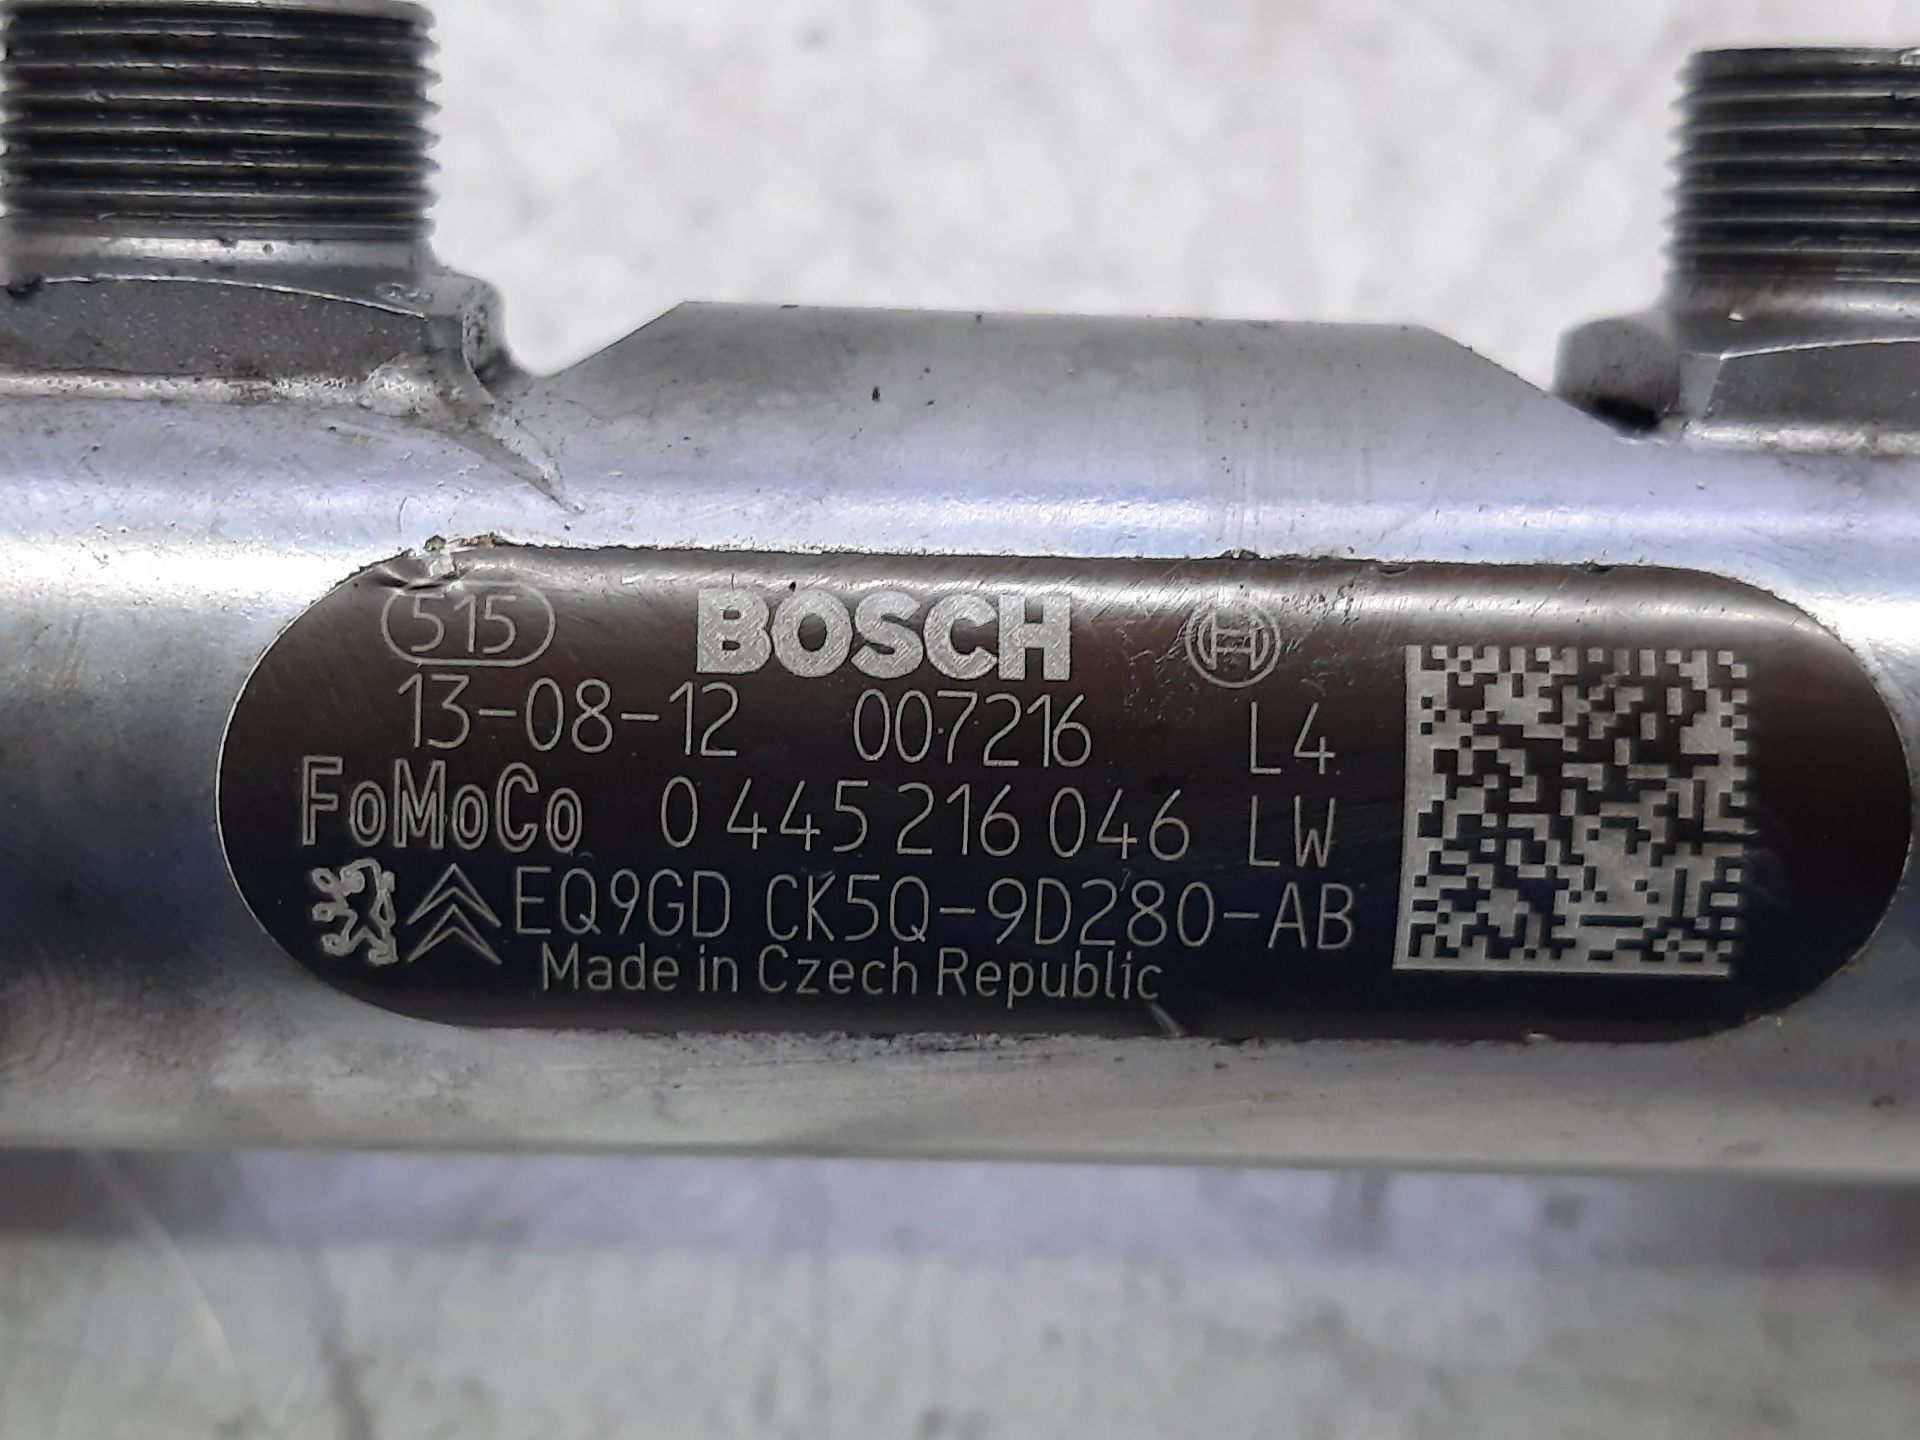 515 BOSCH
13-08-12 007216 L4
FoMoCo 0 445 216 046 LW
EQ9GD CK5Q-9D280-AB
Made in Czech Republic